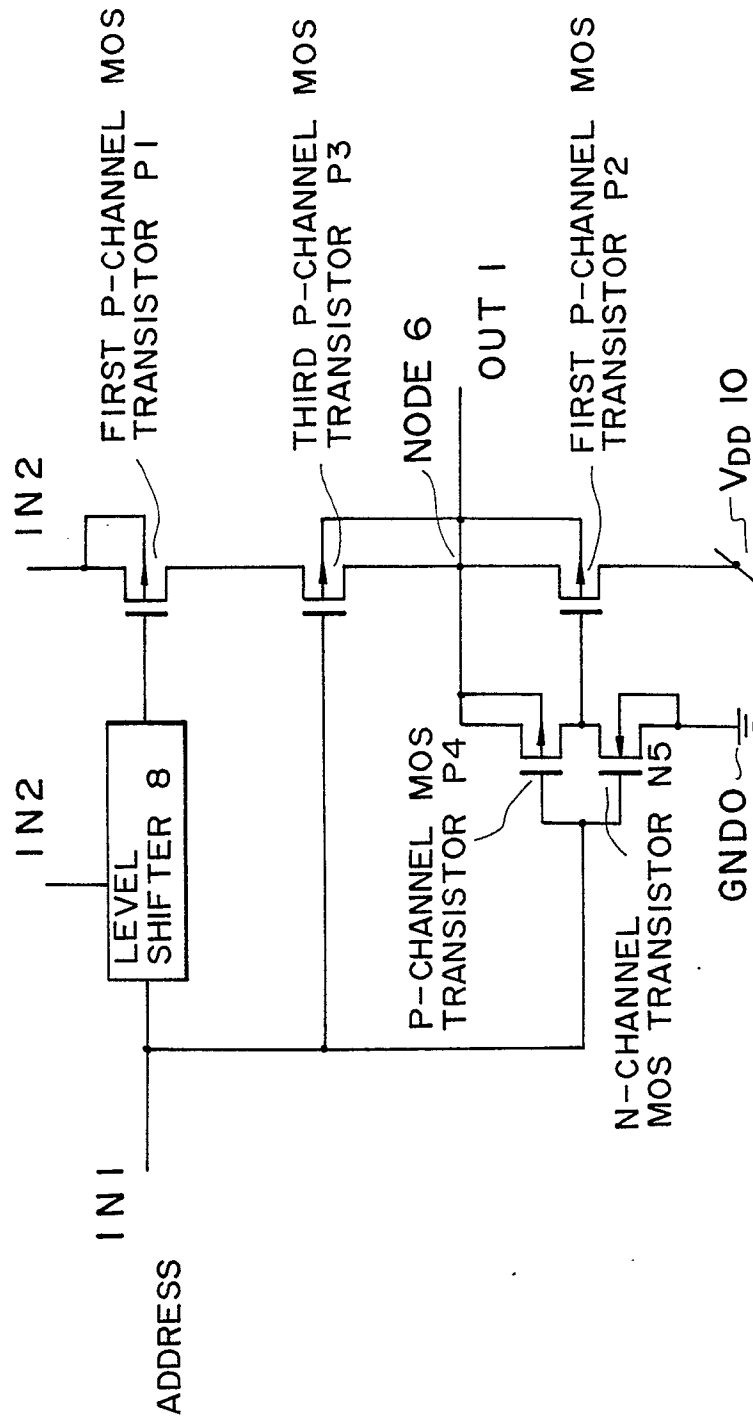 ADDRESS
IN1
IN2
LEVEL
SHIFTER 8
IN2
FIRST P-CHANNEL MOS
TRANSISTOR P1
THIRD P-CHANNEL MOS
TRANSISTOR P3
NODE 6
OUT 1
P-CHANNEL MOS
TRANSISTOR P4
N-CHANNEL
MOS TRANSISTOR N5
FIRST P-CHANNEL MOS
TRANSISTOR P2
GND0
VDD 10